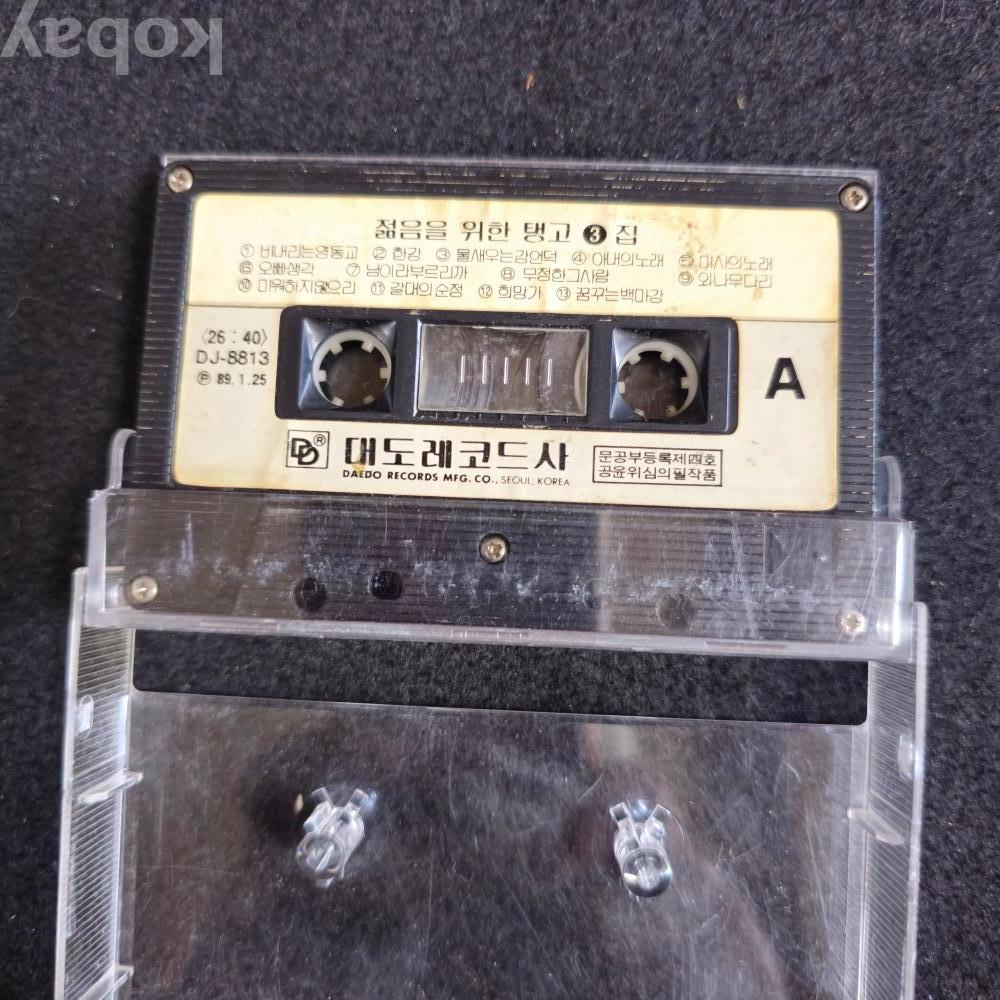 kobay
젊음을 위한 탱고 ❸ 집
① 비내리는영동교 ② 한강 ③ 물새우는강언덕 ④ 아내의노래 ⑤ 미사의노래
⑥ 오빠생각 ⑦ 님이라부르리까 ⑧ 무정한그사람 ⑨ 외나무다리
⑩ 미워하지않으리 ⑪ 갈대의순정 ⑫ 희망가 ⑬ 꿈꾸는백마강
〈26 : 40〉
DJ-8813
Ⓟ 89. 1. 25
A
DD® 대도레코드사
DAEDO RECORDS MFG. CO., SEOUL, KOREA
문공부등록제四호
공윤위심의필작품